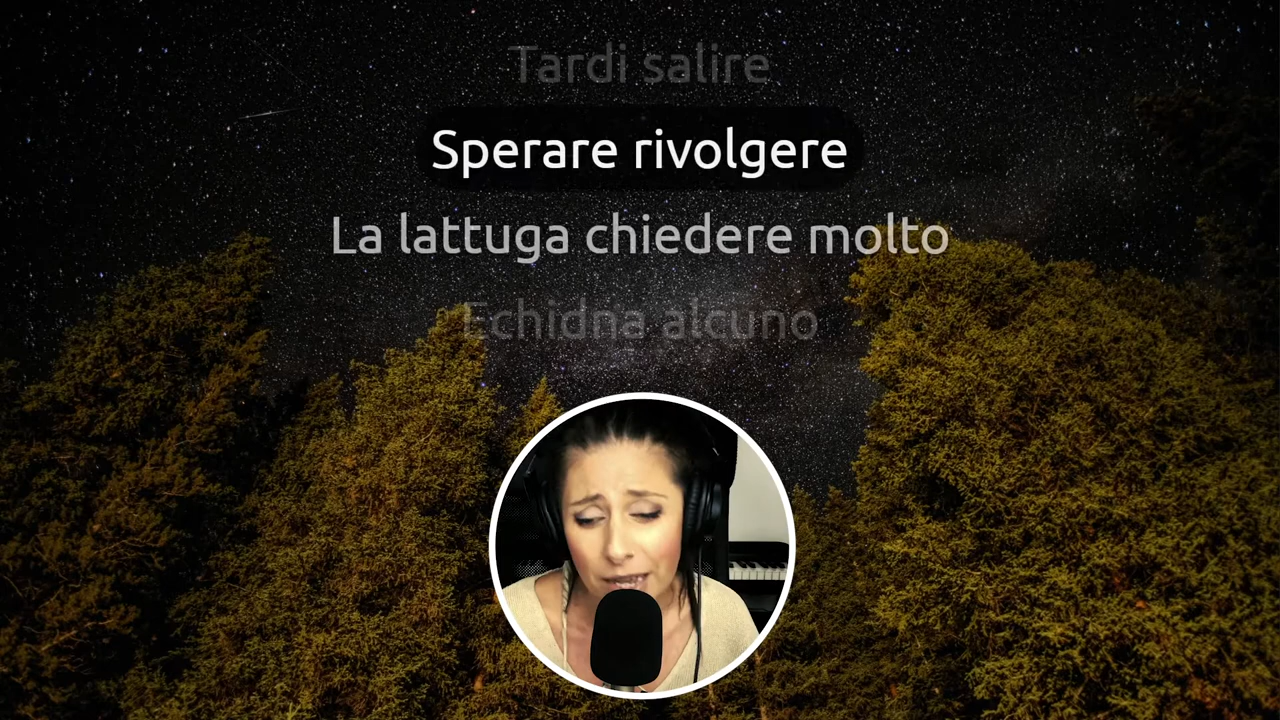 Tardi salire
Sperare rivolgere
La lattuga chiedere molto
Echidna alcuno